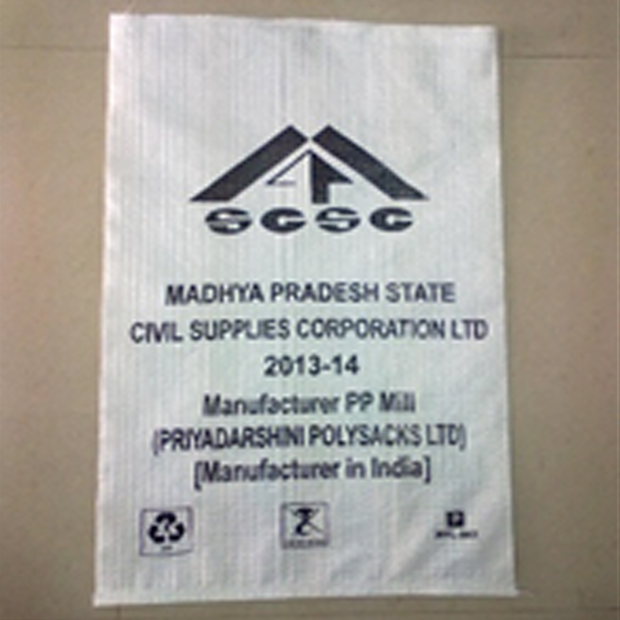 SCSC
MADHYA PRADESH STATE
CIVIL SUPPLIES CORPORATION LTD
2013-14
Manufacturer PP Mill
(PRIYADARSHINI POLYSACKS LTD)
[Manufacturer in India]